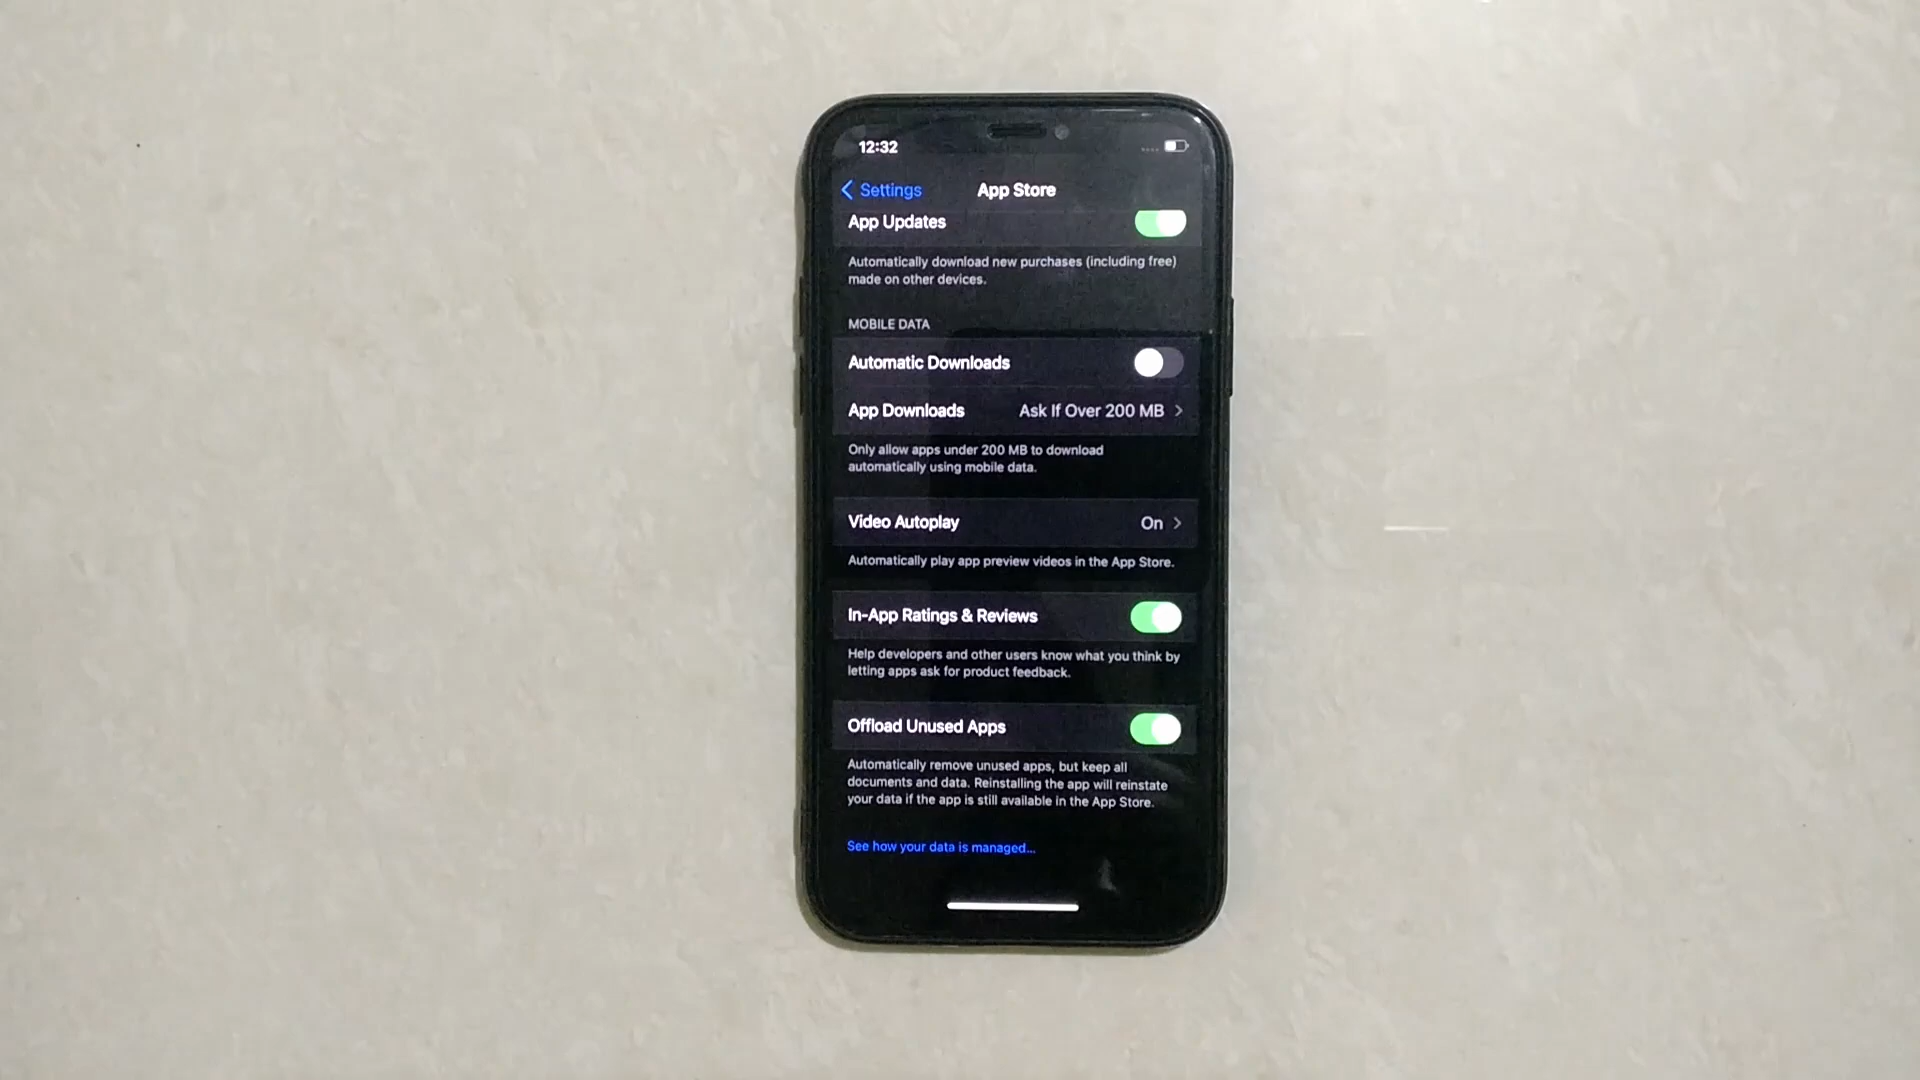 12:32
Settings
App Store
App Updates
Automatically download new purchases (including free)
made on other devices.
MOBILE DATA
Automatic Downloads
App Downloads Ask If Over 200 MB
Only allow apps under 200 MB to download
automatically using mobile data.
Video Autoplay On
Automatically play app preview videos in the App Store.
In-App Ratings & Reviews
Help developers and other users know what you think by
letting apps ask for product feedback.
Offload Unused Apps
Automatically remove unused apps, but keep all
documents and data. Reinstalling the app will reinstate
your data if the app is still available in the App Store.
See how your data is managed...